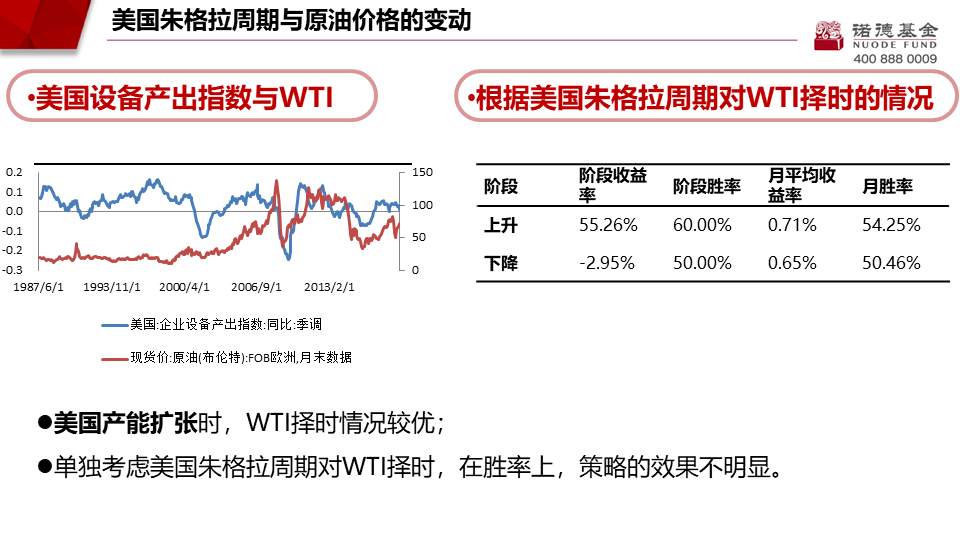 美国朱格拉周期与原油价格的变动
诺德基金
NUODE FUND
400 888 0009
•美国设备产出指数与WTI
•根据美国朱格拉周期对WTI择时的情况
0.2
0.1
0.0
-0.1
-0.2
-0.3
150
100
50
0
1987/6/1 1993/11/1 2000/4/1 2006/9/1 2013/2/1
美国:企业设备产出指数:同比:季调
现货价:原油(布伦特):FOB欧洲,月末数据
阶段 阶段收益率 阶段胜率 月平均收益率 月胜率
上升 55.26% 60.00% 0.71% 54.25%
下降 -2.95% 50.00% 0.65% 50.46%
●美国产能扩张时，WTI择时情况较优；
●单独考虑美国朱格拉周期对WTI择时，在胜率上，策略的效果不明显。